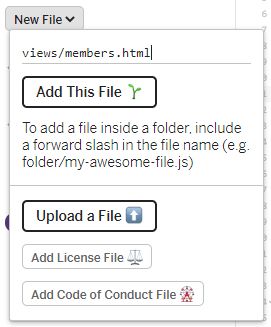 New File
views/members.html
Add This File
To add a file inside a folder, include
a forward slash in the file name (e.g.
folder/my-awesome-file.js)
Upload a File
Add License File
Add Code of Conduct File